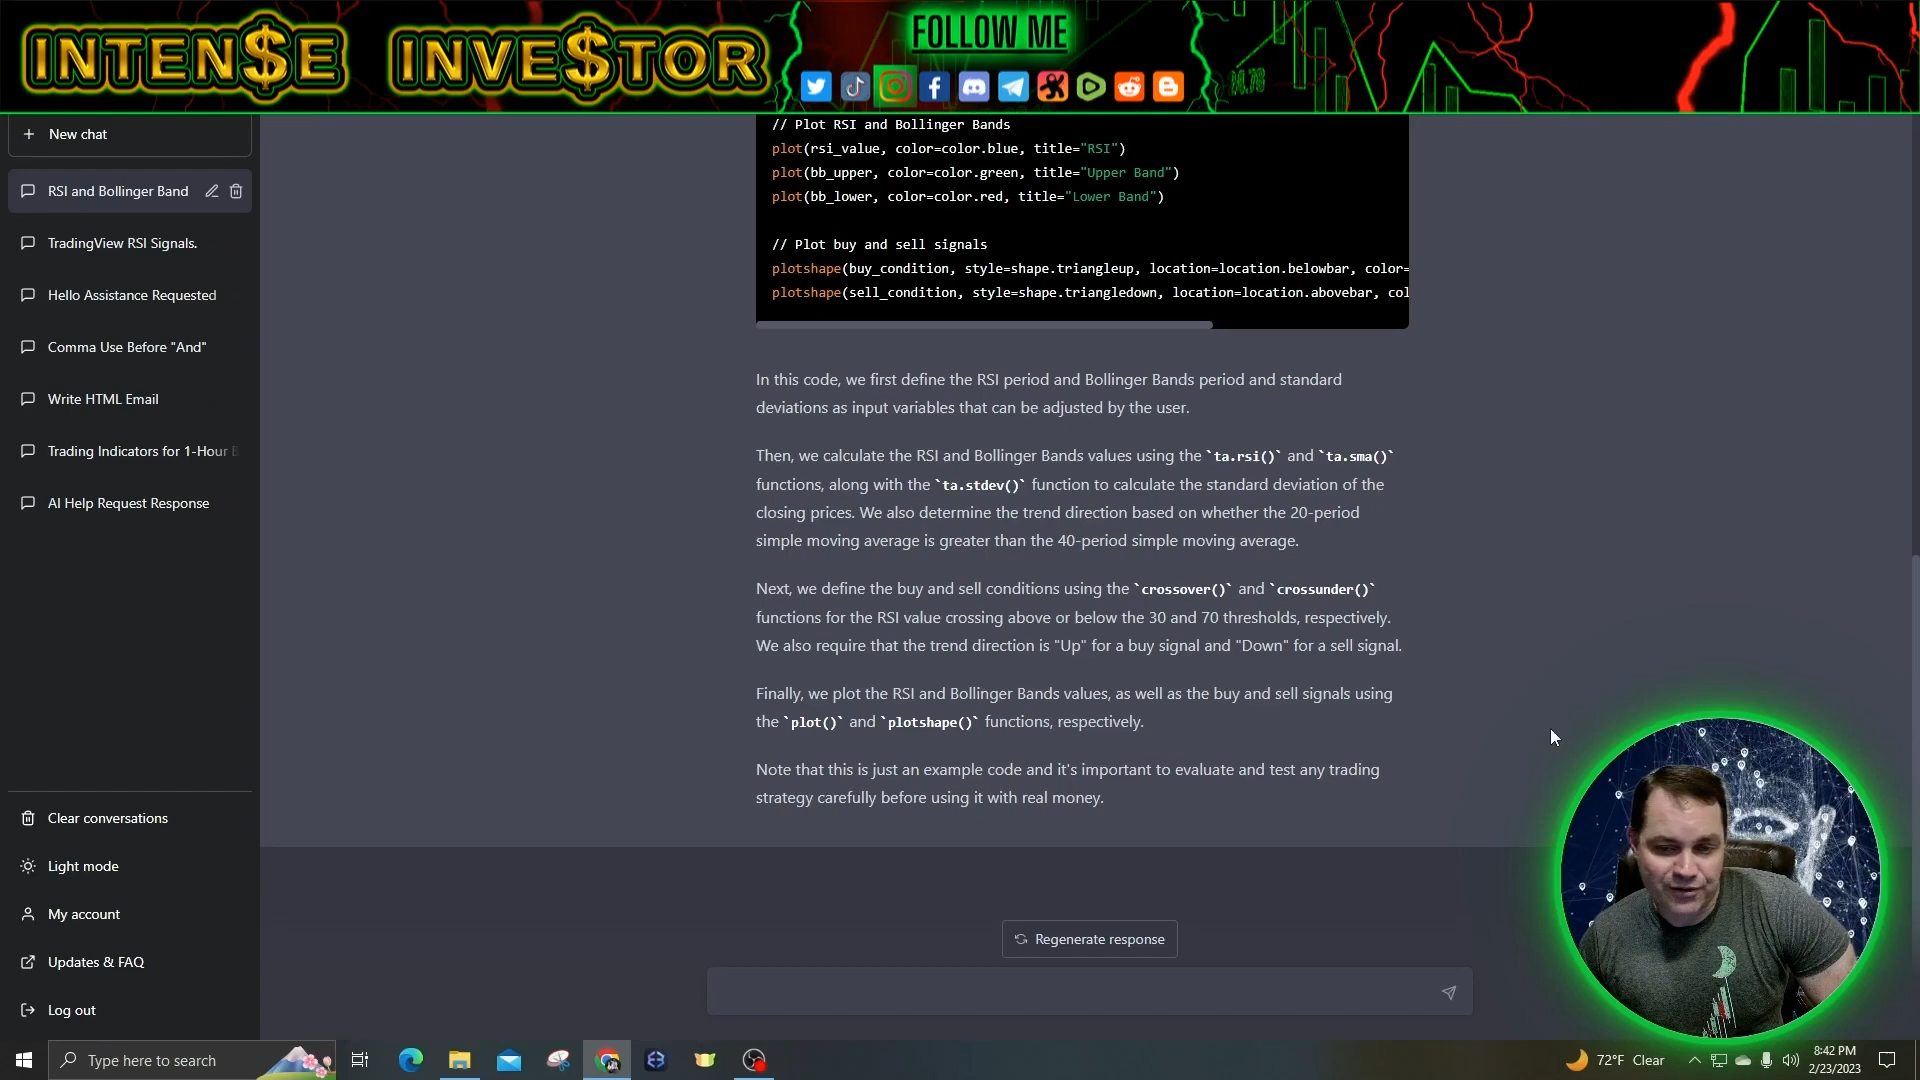 INTEN$E INVE$TOR
FOLLOW ME
+ New chat
RSI and Bollinger Band
TradingView RSI Signals.
Hello Assistance Requested
Comma Use Before "And"
Write HTML Email
Trading Indicators for 1-Hour
AI Help Request Response
Clear conversations
Light mode
My account
Updates & FAQ
Log out
// Plot RSI and Bollinger Bands
plot(rsi_value, color=color.blue, title="RSI")
plot(bb_upper, color=color.green, title="Upper Band")
plot(bb_lower, color=color.red, title="Lower Band")
// Plot buy and sell signals
plotshape(buy_condition, style=shape.triangleup, location=location.belowbar, color=
plotshape(sell_condition, style=shape.triangledown, location=location.abovebar, col
In this code, we first define the RSI period and Bollinger Bands period and standard
deviations as input variables that can be adjusted by the user.
Then, we calculate the RSI and Bollinger Bands values using the `ta.rsi()` and `ta.sma()`
functions, along with the `ta.stdev()` function to calculate the standard deviation of the
closing prices. We also determine the trend direction based on whether the 20-period
simple moving average is greater than the 40-period simple moving average.
Next, we define the buy and sell conditions using the `crossover()` and `crossunder()`
functions for the RSI value crossing above or below the 30 and 70 thresholds, respectively.
We also require that the trend direction is "Up" for a buy signal and "Down" for a sell signal.
Finally, we plot the RSI and Bollinger Bands values, as well as the buy and sell signals using
the `plot()` and `plotshape()` functions, respectively.
Note that this is just an example code and it's important to evaluate and test any trading
strategy carefully before using it with real money.
Regenerate response
Type here to search
72°F Clear
8:42 PM
2/23/2023